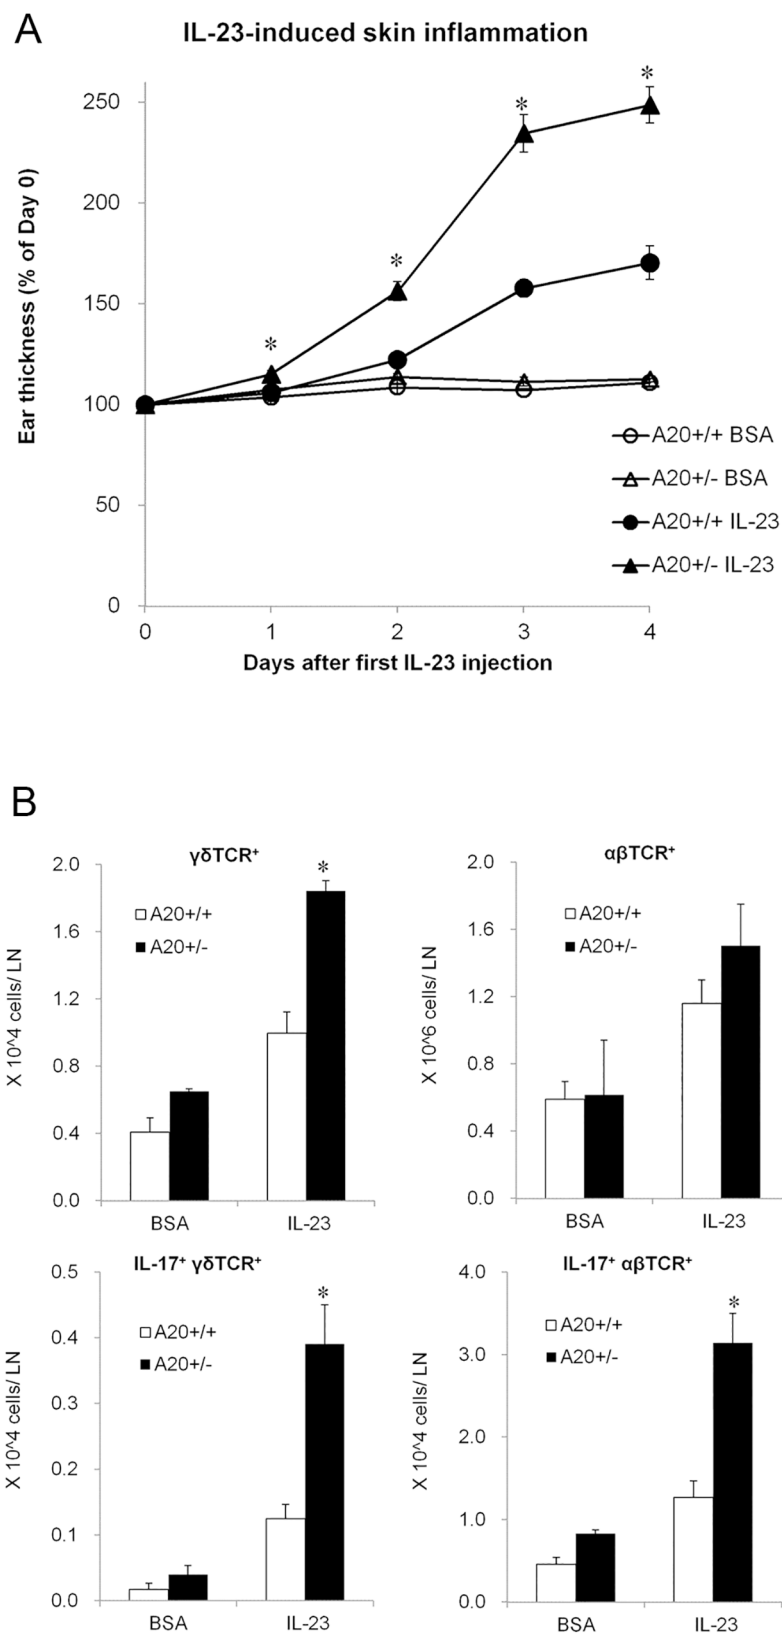 A
IL-23-induced skin inflammation
Ear thickness (% of Day 0)
250
200
150
100
50
0
* * * *
0 1 2 3 4
Days after first IL-23 injection
A20+/+ BSA
A20+/- BSA
A20+/+ IL-23
A20+/- IL-23
B
γδTCR⁺
X 10^4 cells/ LN
2.0
1.6
1.2
0.8
0.4
0.0
A20+/+
A20+/-
*
BSA IL-23
αβTCR⁺
X 10^6 cells/ LN
2.0
1.6
1.2
0.8
0.4
0.0
A20+/+
A20+/-
BSA IL-23
IL-17⁺ γδTCR⁺
X 10^4 cells/ LN
0.5
0.4
0.3
0.2
0.1
0.0
A20+/+
A20+/-
*
BSA IL-23
IL-17⁺ αβTCR⁺
X 10^4 cells/ LN
4.0
3.0
2.0
1.0
0.0
A20+/+
A20+/-
*
BSA IL-23